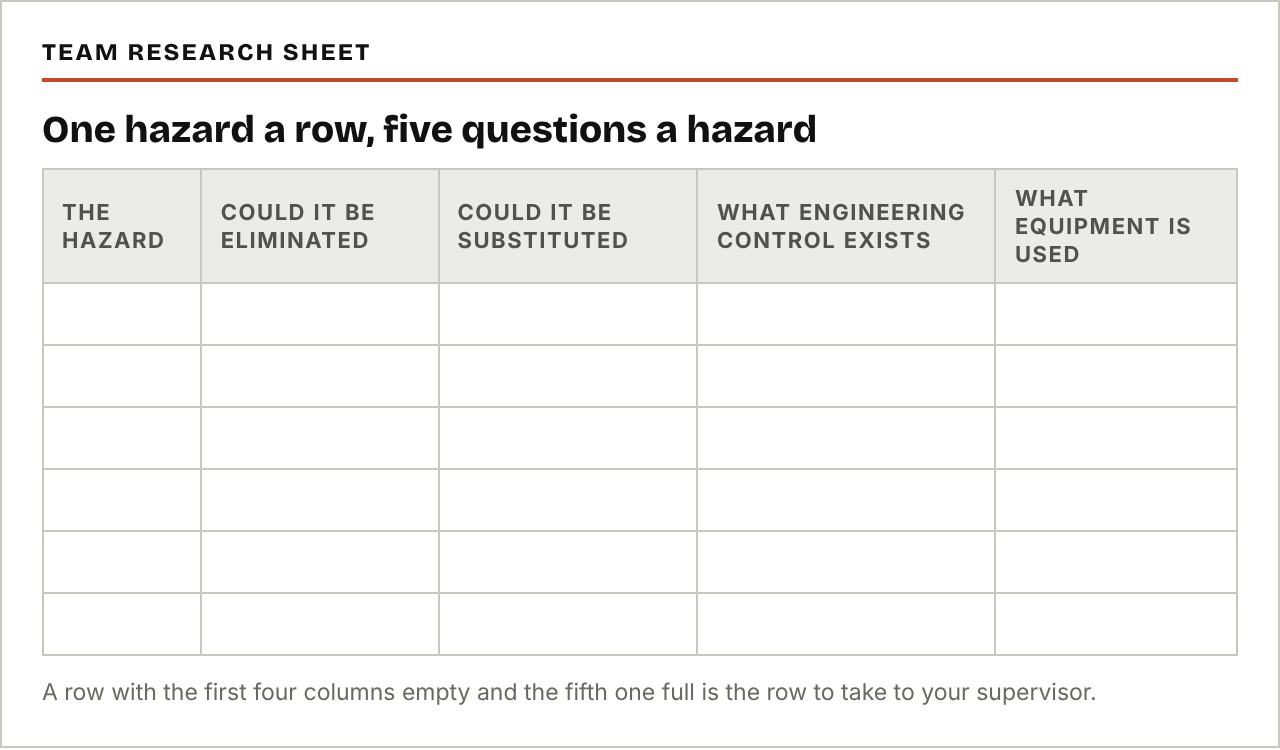 TEAM RESEARCH SHEET
One hazard a row, five questions a hazard
THE
HAZARD
COULD IT BE
ELIMINATED
COULD IT BE
SUBSTITUTED
WHAT ENGINEERING
CONTROL EXISTS
WHAT
EQUIPMENT IS
USED
A row with the first four columns empty and the fifth one full is the row to take to your supervisor.